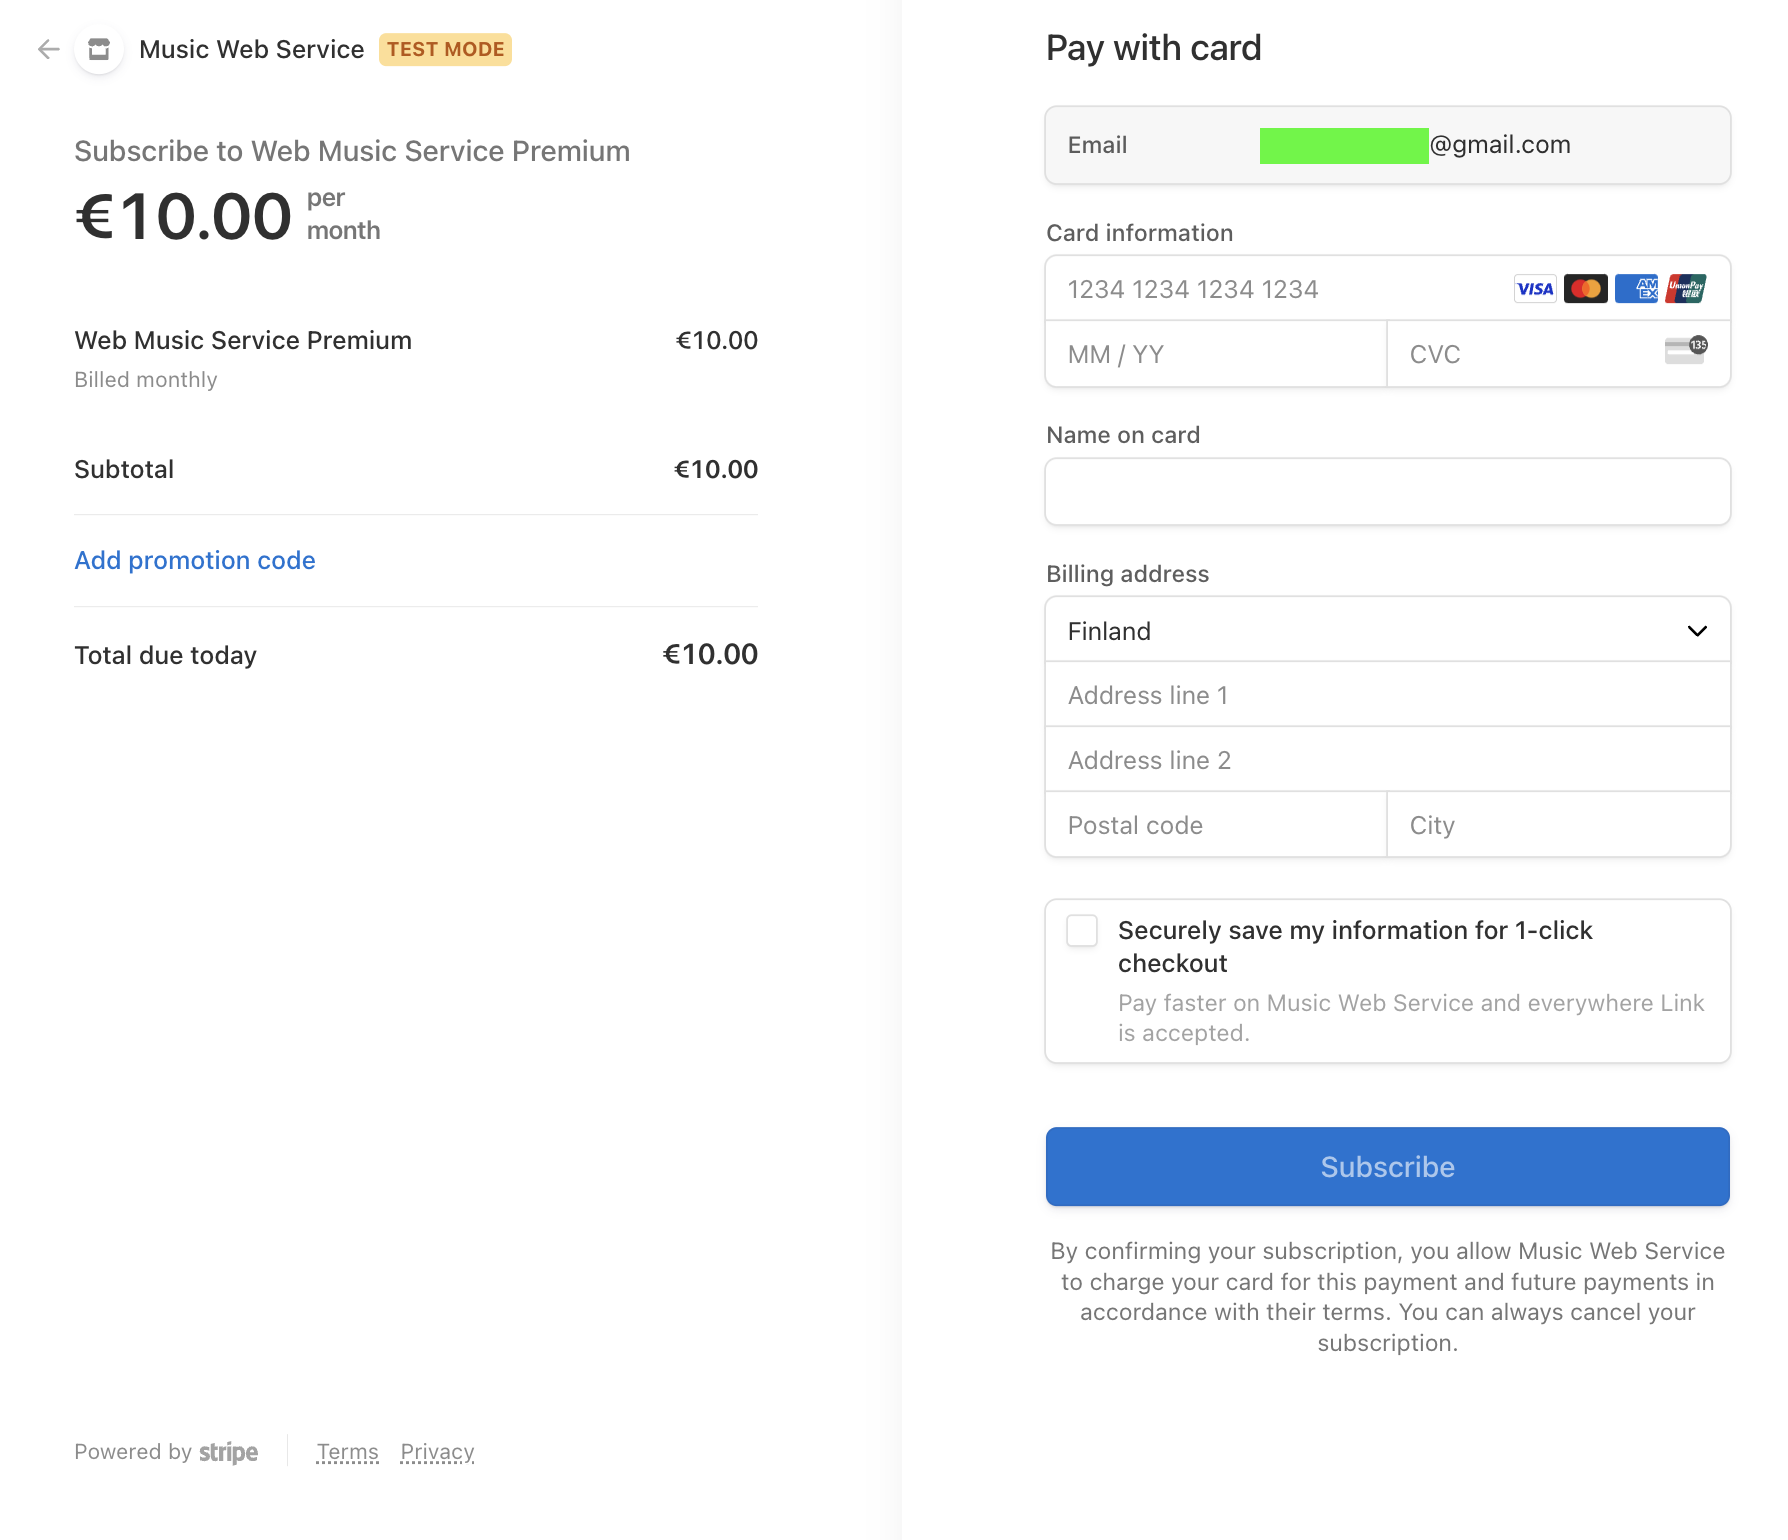 Music Web Service TEST MODE
Subscribe to Web Music Service Premium
€10.00 per
month
Web Music Service Premium €10.00
Billed monthly
Subtotal €10.00
Add promotion code
Total due today €10.00
Powered by stripe Terms Privacy
Pay with card
Email @gmail.com
Card information
1234 1234 1234 1234 VISA AM
EX UnionPay
银联
MM / YY CVC 135
Name on card
Billing address
Finland
Address line 1
Address line 2
Postal code City
Securely save my information for 1-click
checkout
Pay faster on Music Web Service and everywhere Link
is accepted.
Subscribe
By confirming your subscription, you allow Music Web Service
to charge your card for this payment and future payments in
accordance with their terms. You can always cancel your
subscription.